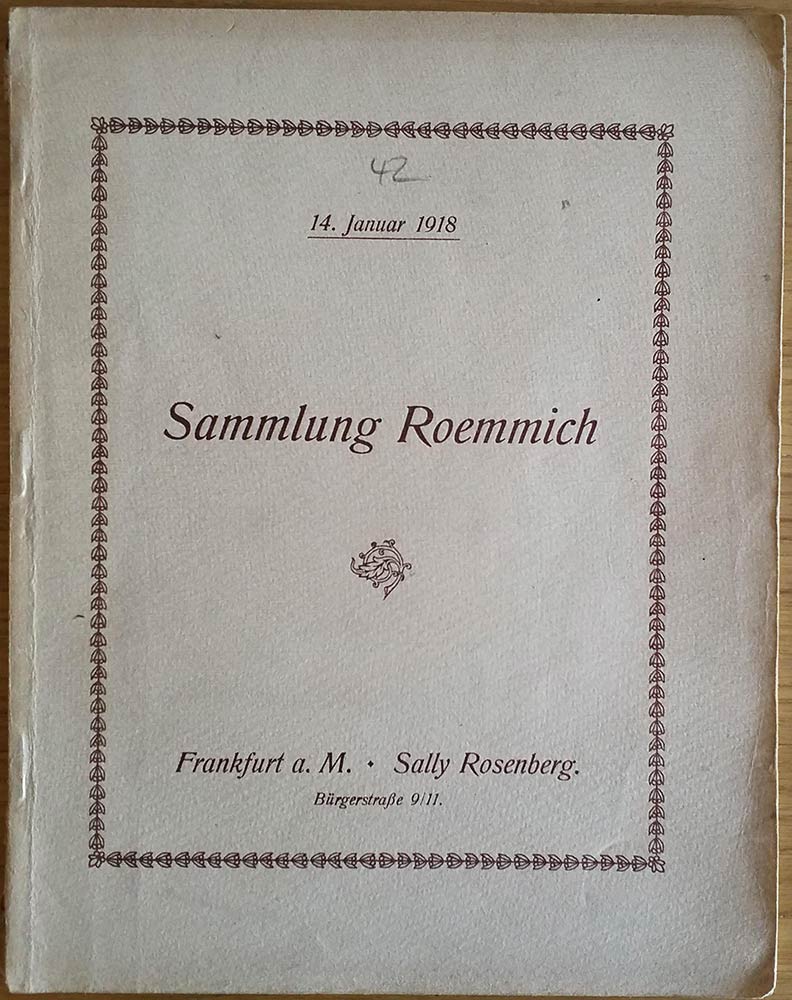 42
14. Januar 1918
Sammlung Roemmich
Frankfurt a. M. • Sally Rosenberg.
Bürgerstraße 9/11.